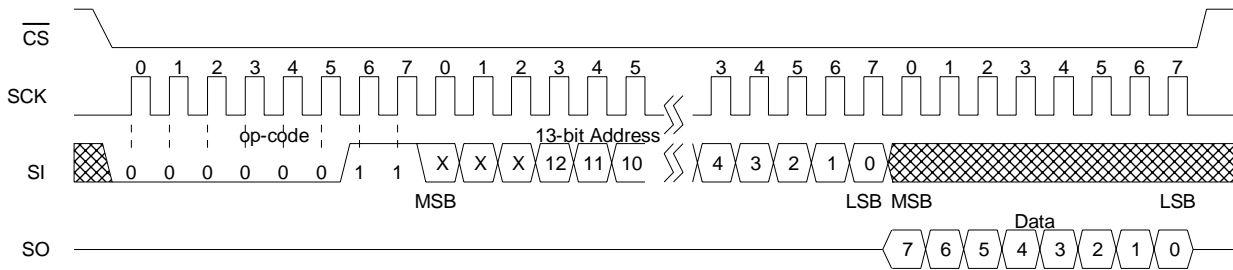 CS
0 1 2 3 4 5 6 7 0 1 2 3 4 5 3 4 5 6 7 0 1 2 3 4 5 6 7
SCK
op-code 13-bit Address
SI 0 0 0 0 0 0 1 1 X X X 12 11 10 4 3 2 1 0
MSB LSB MSB LSB
Data
SO 7 6 5 4 3 2 1 0